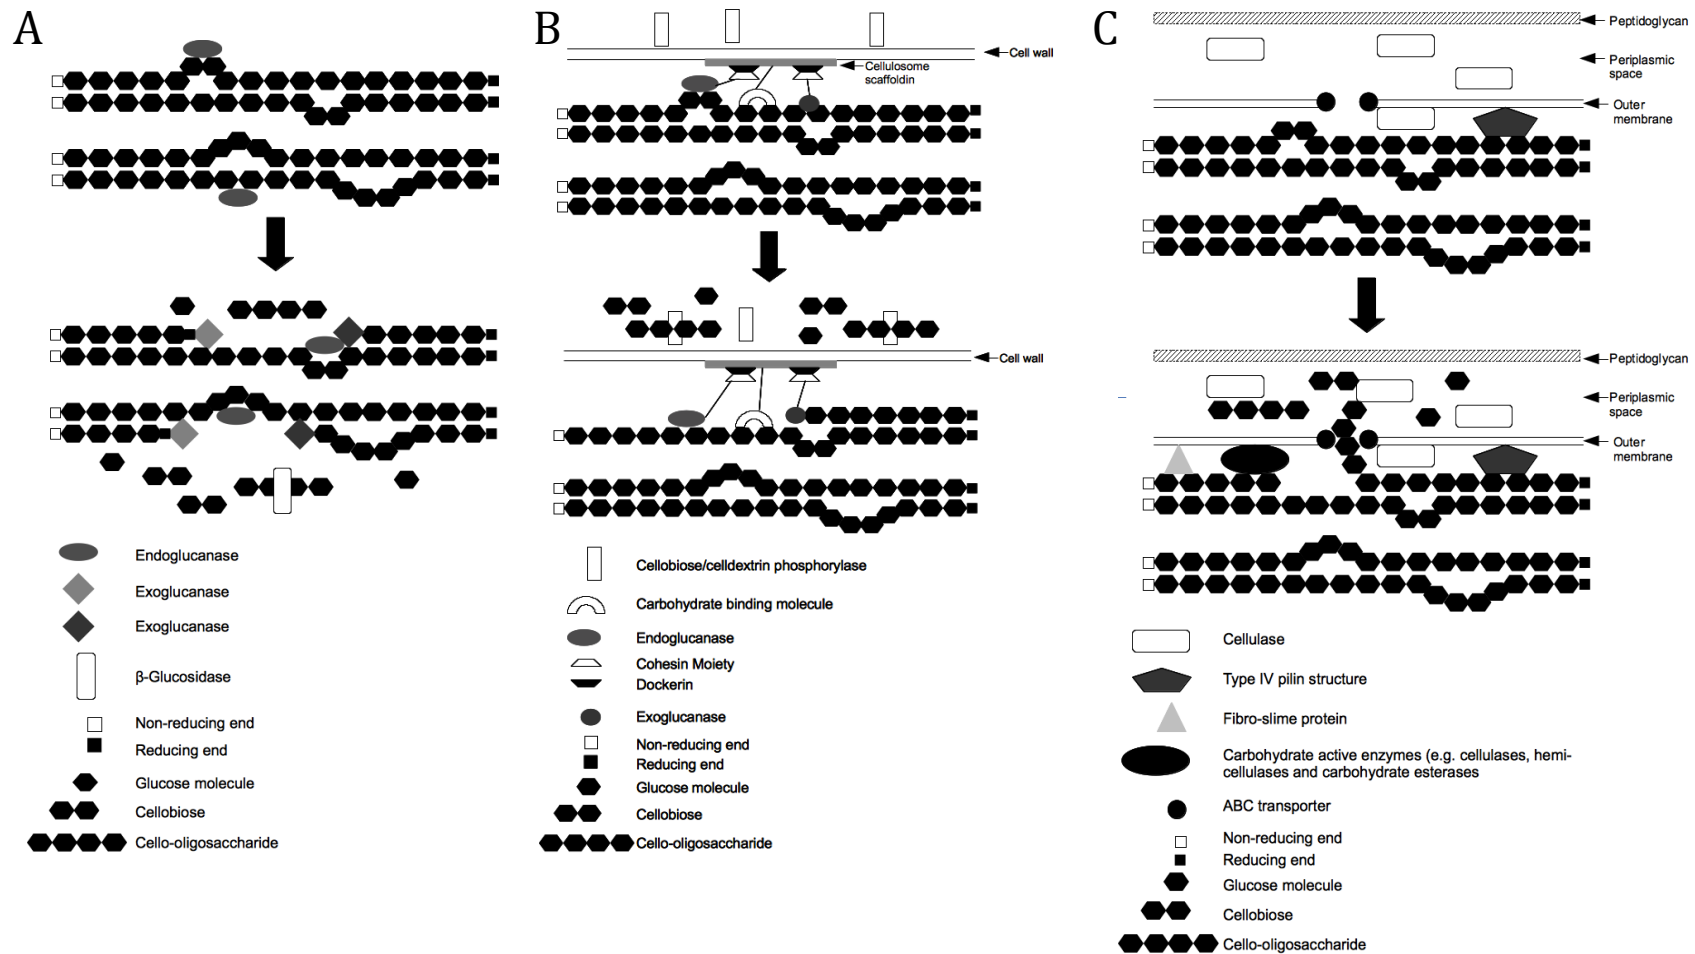 A
Endoglucanase
Exoglucanase
Exoglucanase
β-Glucosidase
Non-reducing end
Reducing end
Glucose molecule
Cellobiose
Cello-oligosaccharide
B
Cell wall
Cellulosome
scaffoldin
Cell wall
Cellobiose/celldextrin phosphorylase
Carbohydrate binding molecule
Endoglucanase
Cohesin Moiety
Dockerin
Exoglucanase
Non-reducing end
Reducing end
Glucose molecule
Cellobiose
Cello-oligosaccharide
C
Peptidoglycan
Periplasmic
space
Outer
membrane
Peptidoglycan
Periplasmic
space
Outer
membrane
Cellulase
Type IV pilin structure
Fibro-slime protein
Carbohydrate active enzymes (e.g. cellulases, hemi-
cellulases and carbohydrate esterases
ABC transporter
Non-reducing end
Reducing end
Glucose molecule
Cellobiose
Cello-oligosaccharide